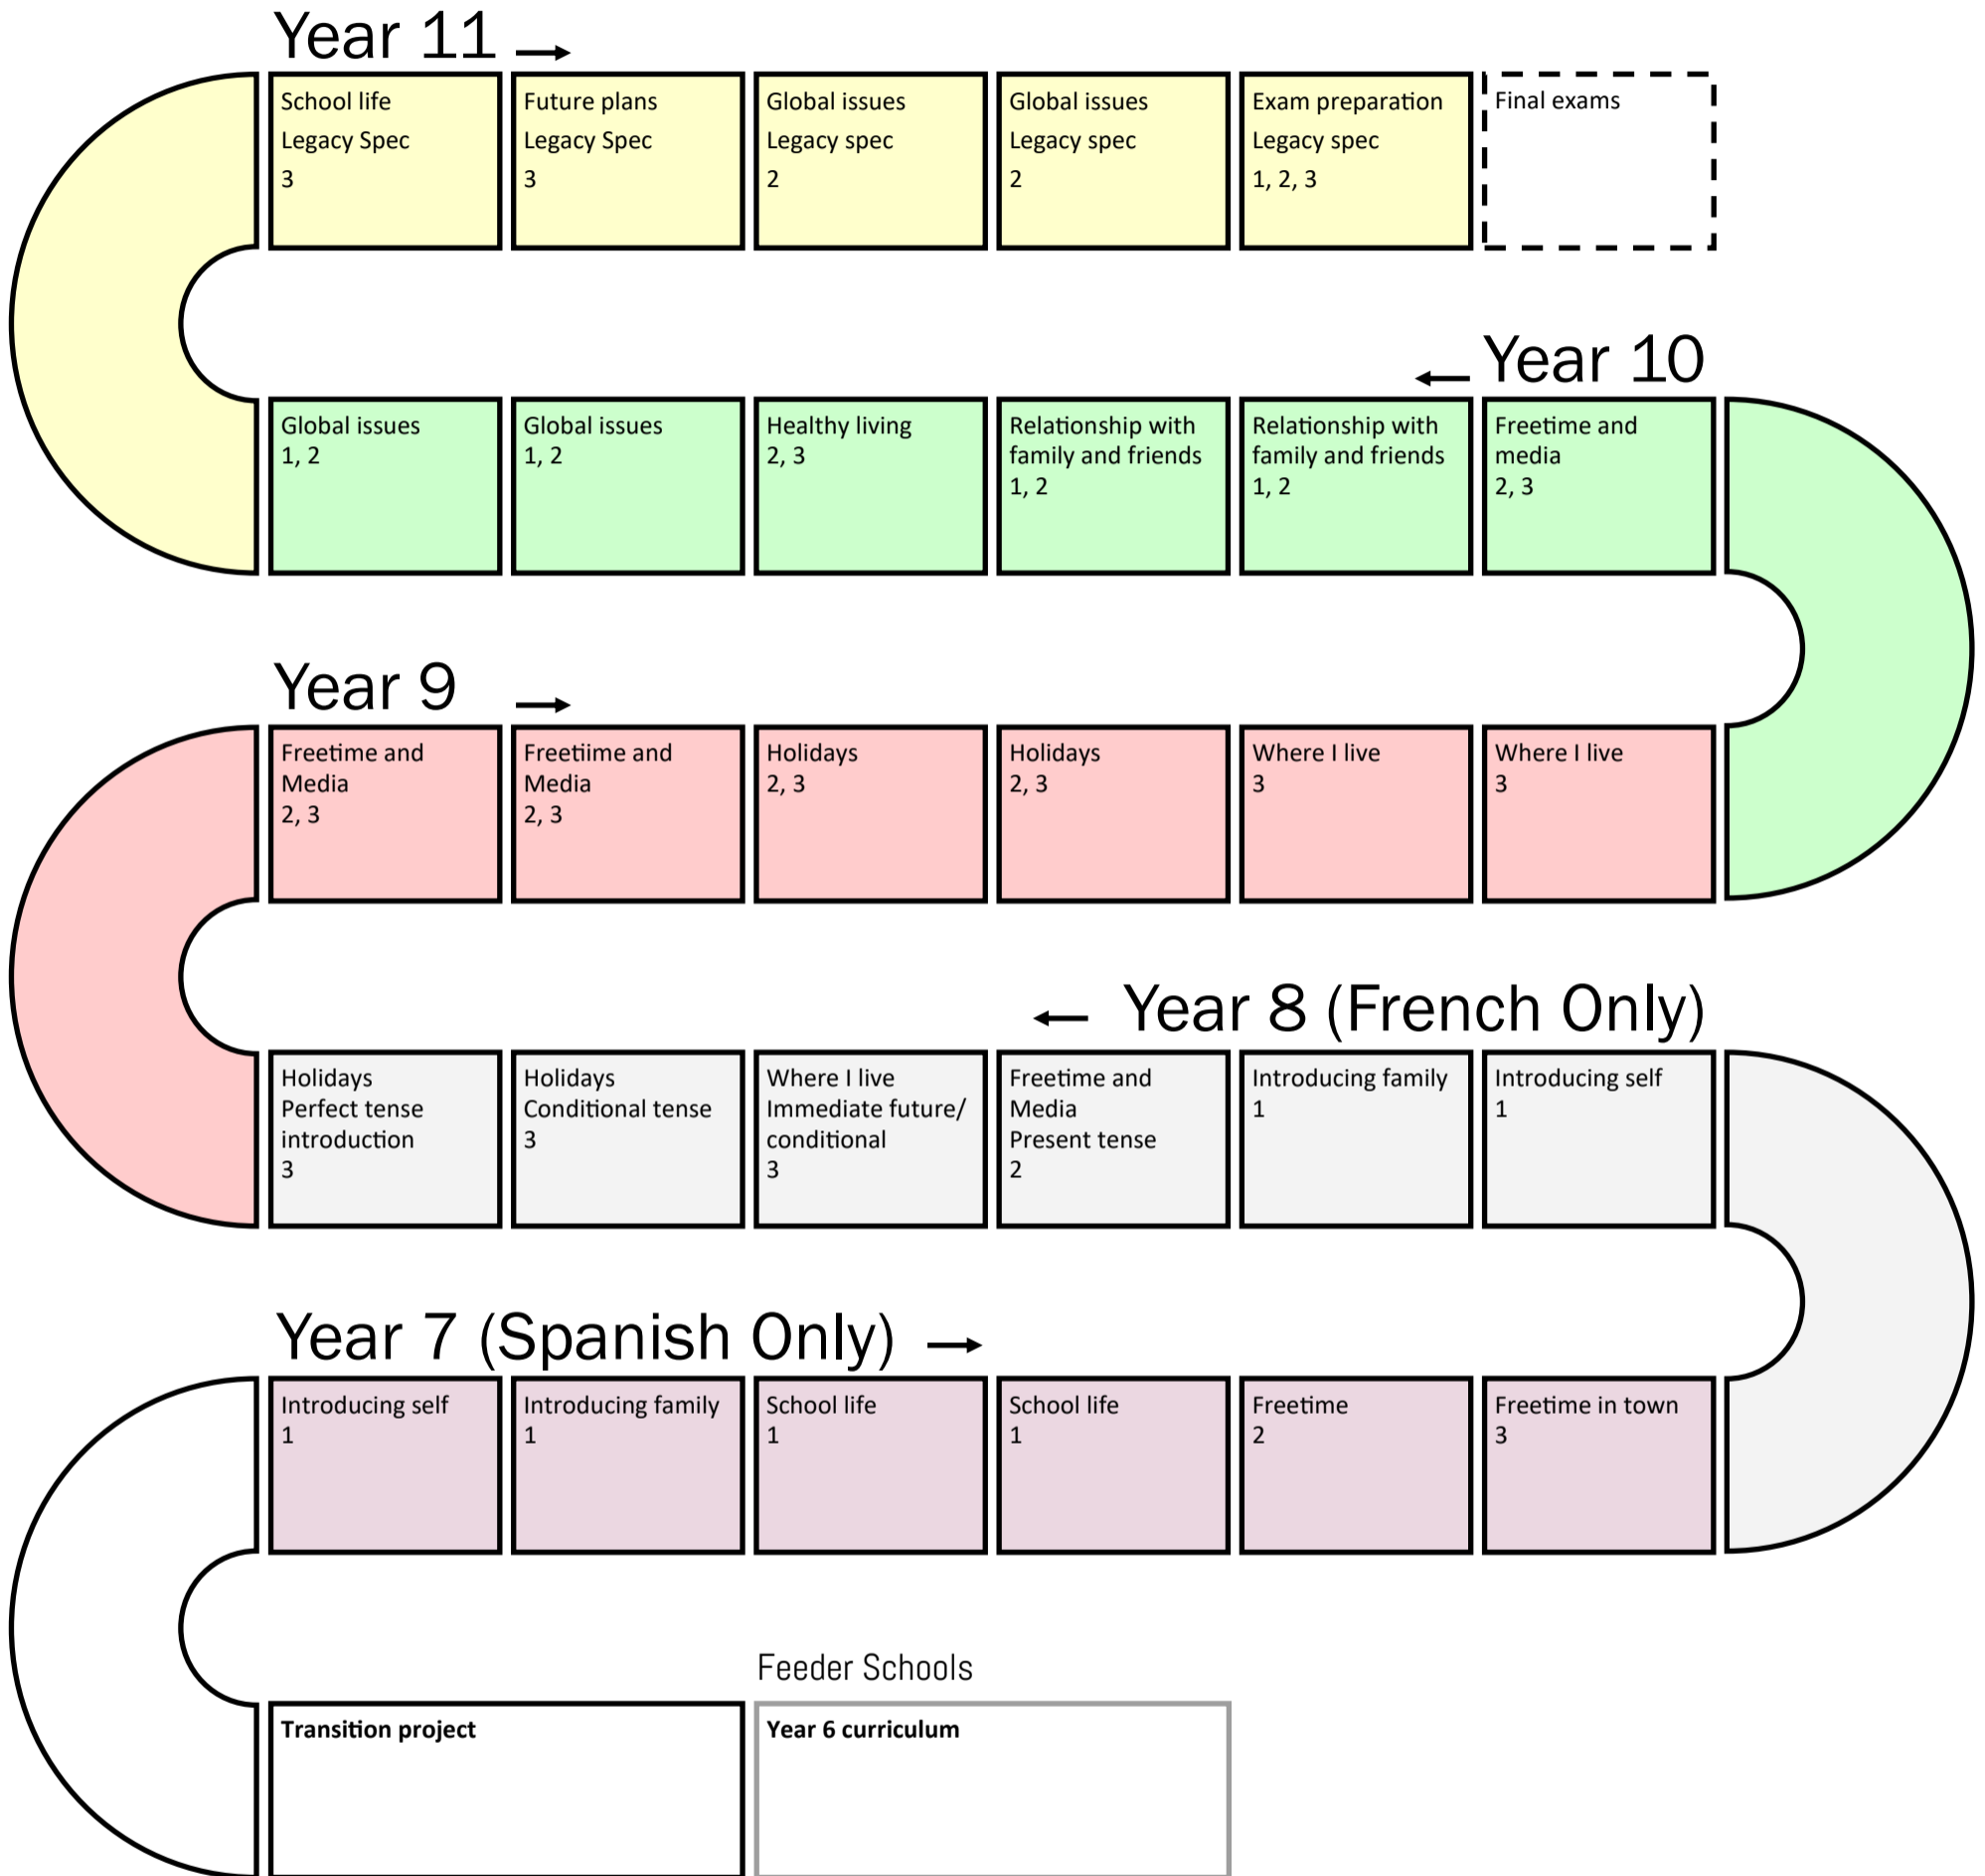 Year 11
School life
Legacy Spec
3
Future plans
Legacy Spec
3
Global issues
Legacy spec
2
Global issues
Legacy spec
2
Exam preparation
Legacy spec
1, 2, 3
Final exams
Year 10
Global issues
1, 2
Global issues
1, 2
Healthy living
2, 3
Relationship with
family and friends
1, 2
Relationship with
family and friends
1, 2
Freetime and
media
2, 3
Year 9
Freetime and
Media
2, 3
Freetiime and
Media
2, 3
Holidays
2, 3
Holidays
2, 3
Where I live
3
Where I live
3
Year 8 (French Only)
Holidays
Perfect tense
introduction
3
Holidays
Conditional tense
3
Where I live
Immediate future/
conditional
3
Freetime and
Media
Present tense
2
Introducing family
1
Introducing self
1
Year 7 (Spanish Only)
Introducing self
1
Introducing family
1
School life
1
School life
1
Freetime
2
Freetime in town
3
Feeder Schools
Transition project
Year 6 curriculum